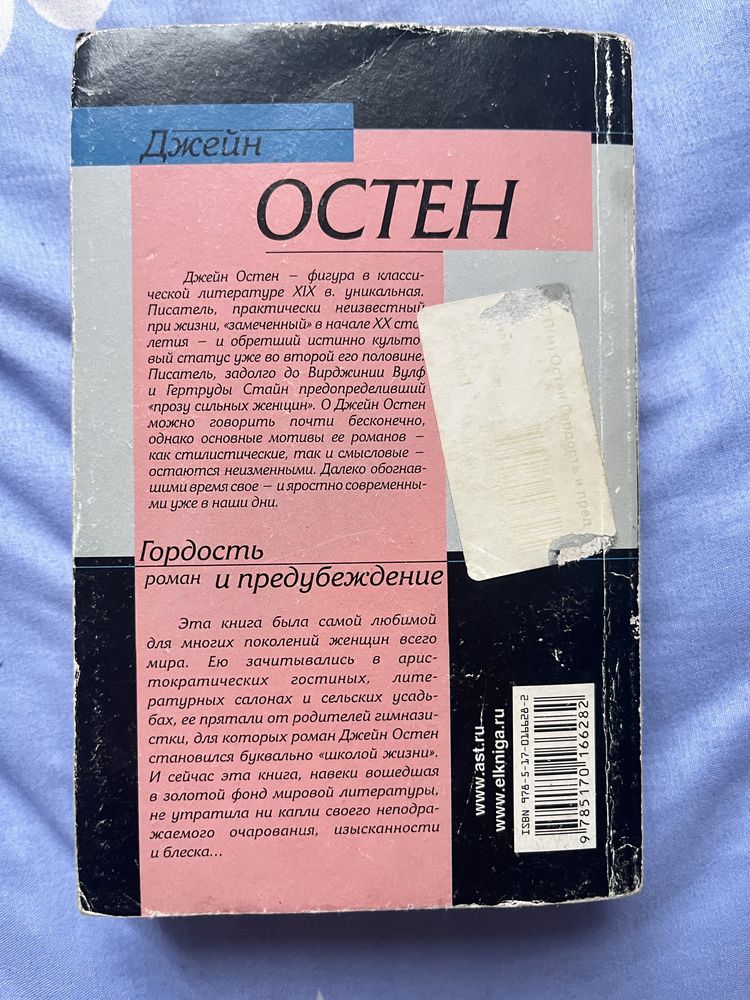 Джейн
ОСТЕН
Джейн Остен – фигура в класси-
ческой литературе XIX в. уникальная.
Писатель, практически неизвестный
при жизни, «замеченный» в начале XX сто
летия – и обретший истинно культо
вый статус уже во второй его половине.
Писатель, задолго до Вирджинии Вулф
и Гертруды Стайн предопределивший
«прозу сильных женщин». О Джейн Остен
можно говорить почти бесконечно,
однако основные мотивы ее романов –
как стилистические, так и смысловые –
остаются неизменными. Далеко обогнав-
шими время свое – и яростно современны-
ми уже в наши дни.
Гордость
роман и предубеждение
Эта книга была самой любимой
для многих поколений женщин всего
мира. Ею зачитывались в арис-
тократических гостиных, лите-
ратурных салонах и сельских усадь-
бах, ее прятали от родителей гимназис-
тки, для которых роман Джейн Остен
становился буквально «школой жизни».
И сейчас эта книга, навеки вошедшая
в золотой фонд мировой литературы,
не утратила ни капли своего неподра-
жаемого очарования, изысканности
и блеска...
www.ast.ru
www.elkniga.ru
ISBN 978-5-17-016628-2
9 785170 166282
Остен Гордость и пред